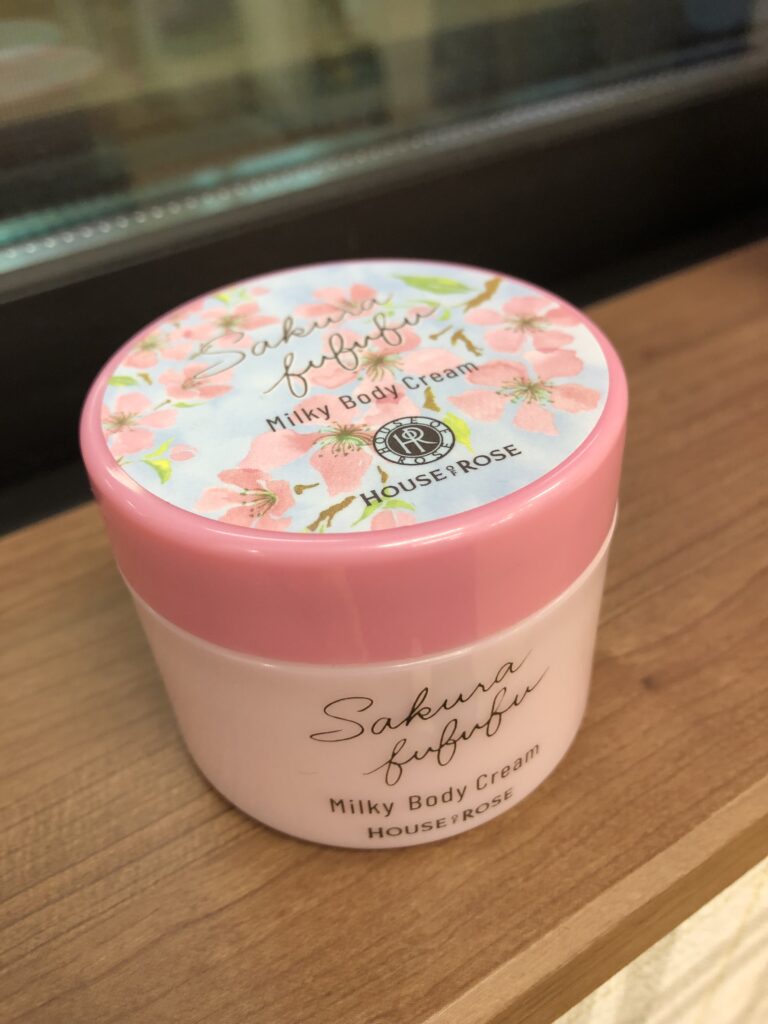 Sakura
fufufu
Milky Body Cream
HOUSE OF
ROSE
HR
HOUSE OF ROSE
Sakura
fufufu
Milky Body Cream
HOUSE OF ROSE